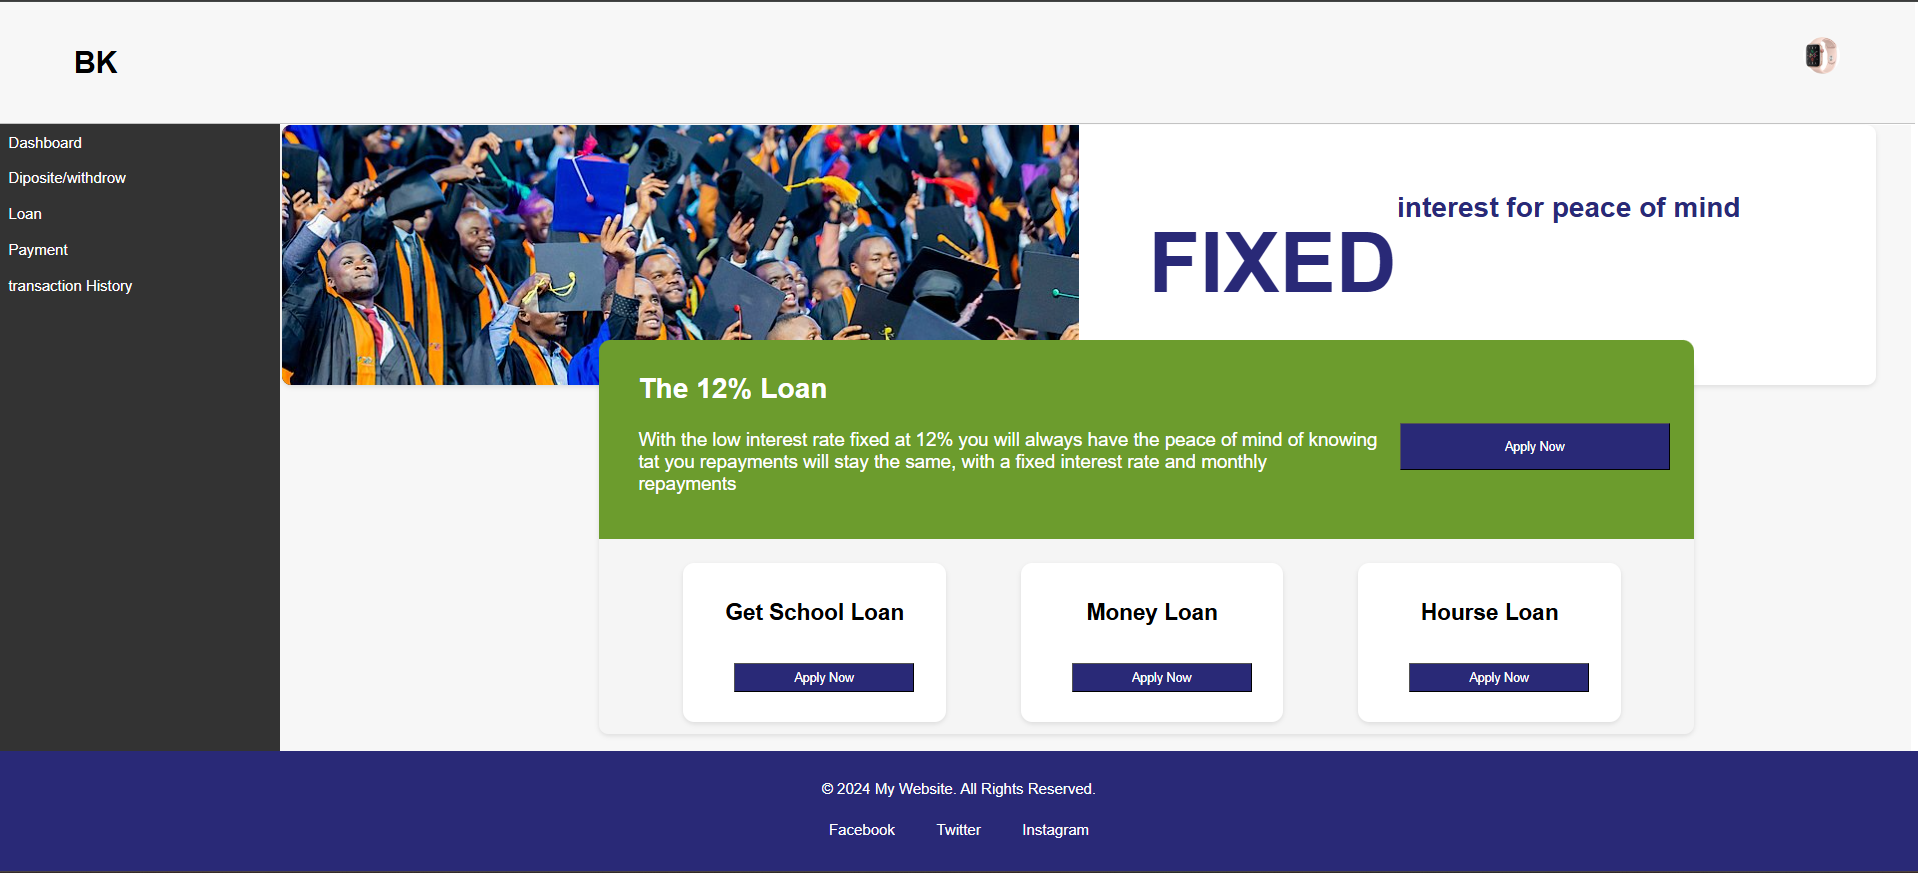 BK
Dashboard
Diposite/withdrow
Loan
Payment
transaction History
FIXED
interest for peace of mind
The 12% Loan
With the low interest rate fixed at 12% you will always have the peace of mind of knowing
tat you repayments will stay the same, with a fixed interest rate and monthly
repayments
Apply Now
Get School Loan
Apply Now
Money Loan
Apply Now
Hourse Loan
Apply Now
© 2024 My Website. All Rights Reserved.
Facebook Twitter Instagram